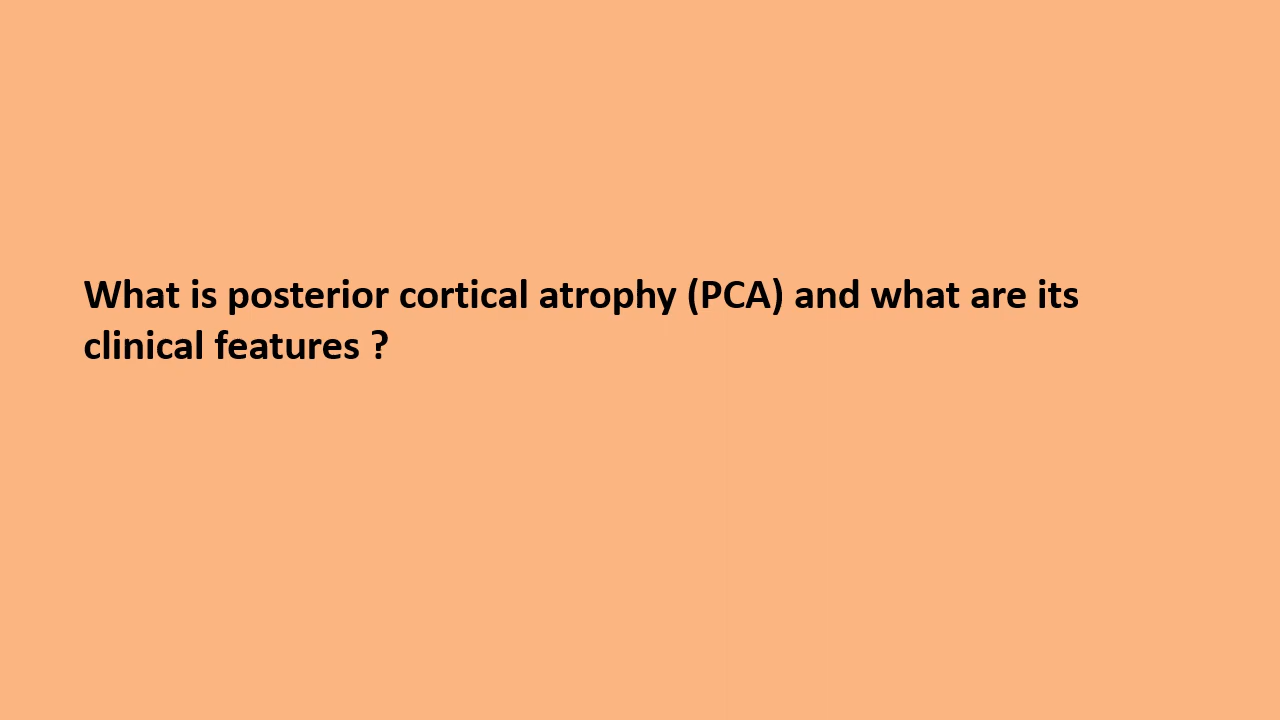 What is posterior cortical atrophy (PCA) and what are its
clinical features ?